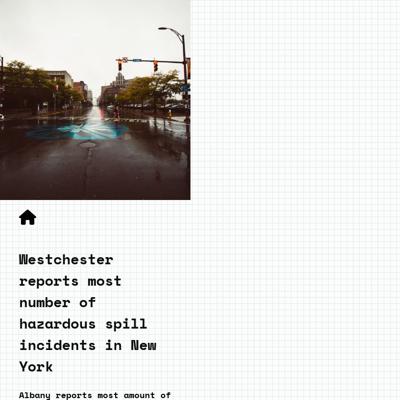 Westchester
reports most
number of
hazardous spill
incidents in New
York
Albany reports most amount of